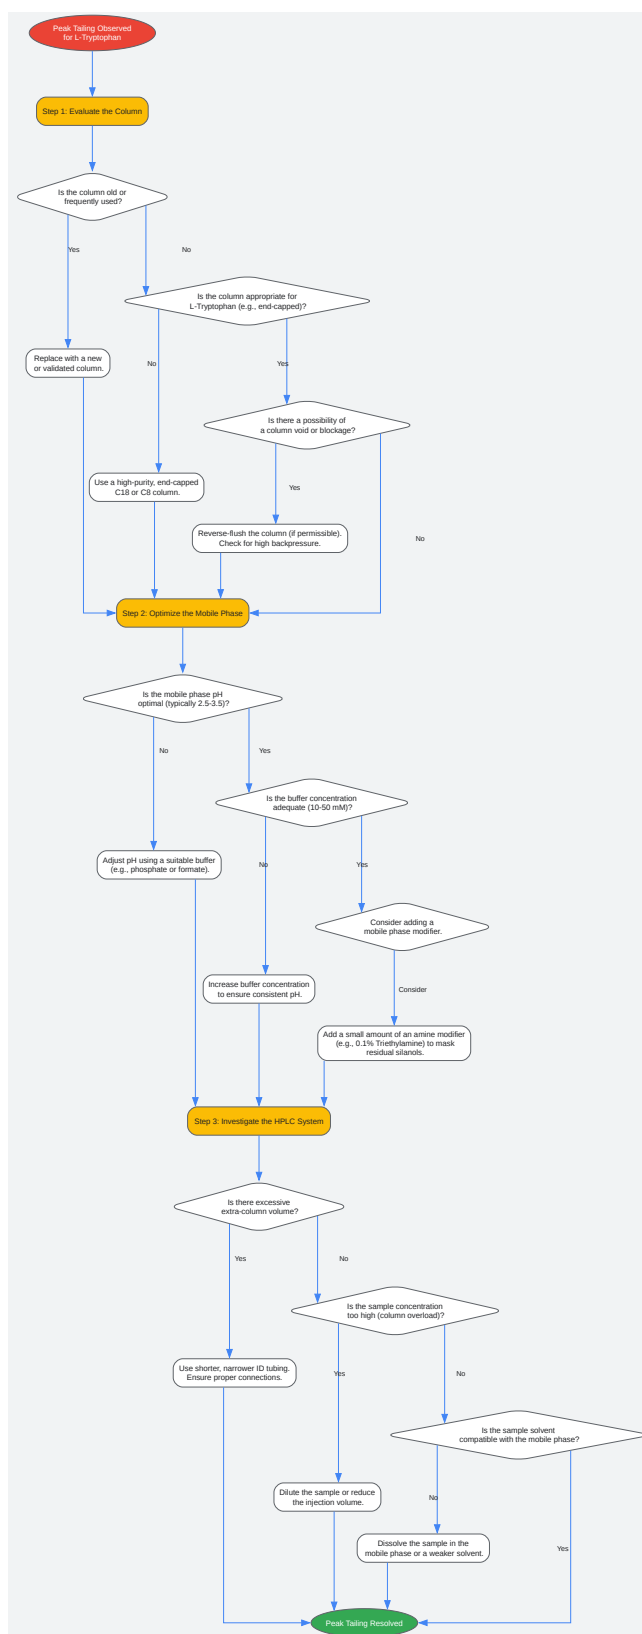 Peak Tailing Observed
for L-Tryptophan
Step 1: Evaluate the Column
Is the column old or
frequently used?
Yes
No
Is the column appropriate for
L-Tryptophan (e.g., end-capped)?
Replace with a new
or validated column.
No
Yes
Is there a possibility of
a column void or blockage?
Use a high-purity, end-capped
C18 or C8 column.
Yes
Reverse-flush the column (if permissible).
Check for high backpressure.
No
Step 2: Optimize the Mobile Phase
Is the mobile phase pH
optimal (typically 2.5-3.5)?
No
Yes
Is the buffer concentration
adequate (10-50 mM)?
Adjust pH using a suitable buffer
(e.g., phosphate or formate).
No
Yes
Consider adding a
mobile phase modifier.
Increase buffer concentration
to ensure consistent pH.
Consider
Add a small amount of an amine modifier
(e.g., 0.1% Triethylamine) to mask
residual silanols.
Step 3: Investigate the HPLC System
Is there excessive
extra-column volume?
Yes
No
Is the sample concentration
too high (column overload)?
Use shorter, narrower ID tubing.
Ensure proper connections.
Yes
No
Is the sample solvent
compatible with the mobile phase?
Dilute the sample or reduce
the injection volume.
No
Dissolve the sample in the
mobile phase or a weaker solvent.
Yes
Peak Tailing Resolved